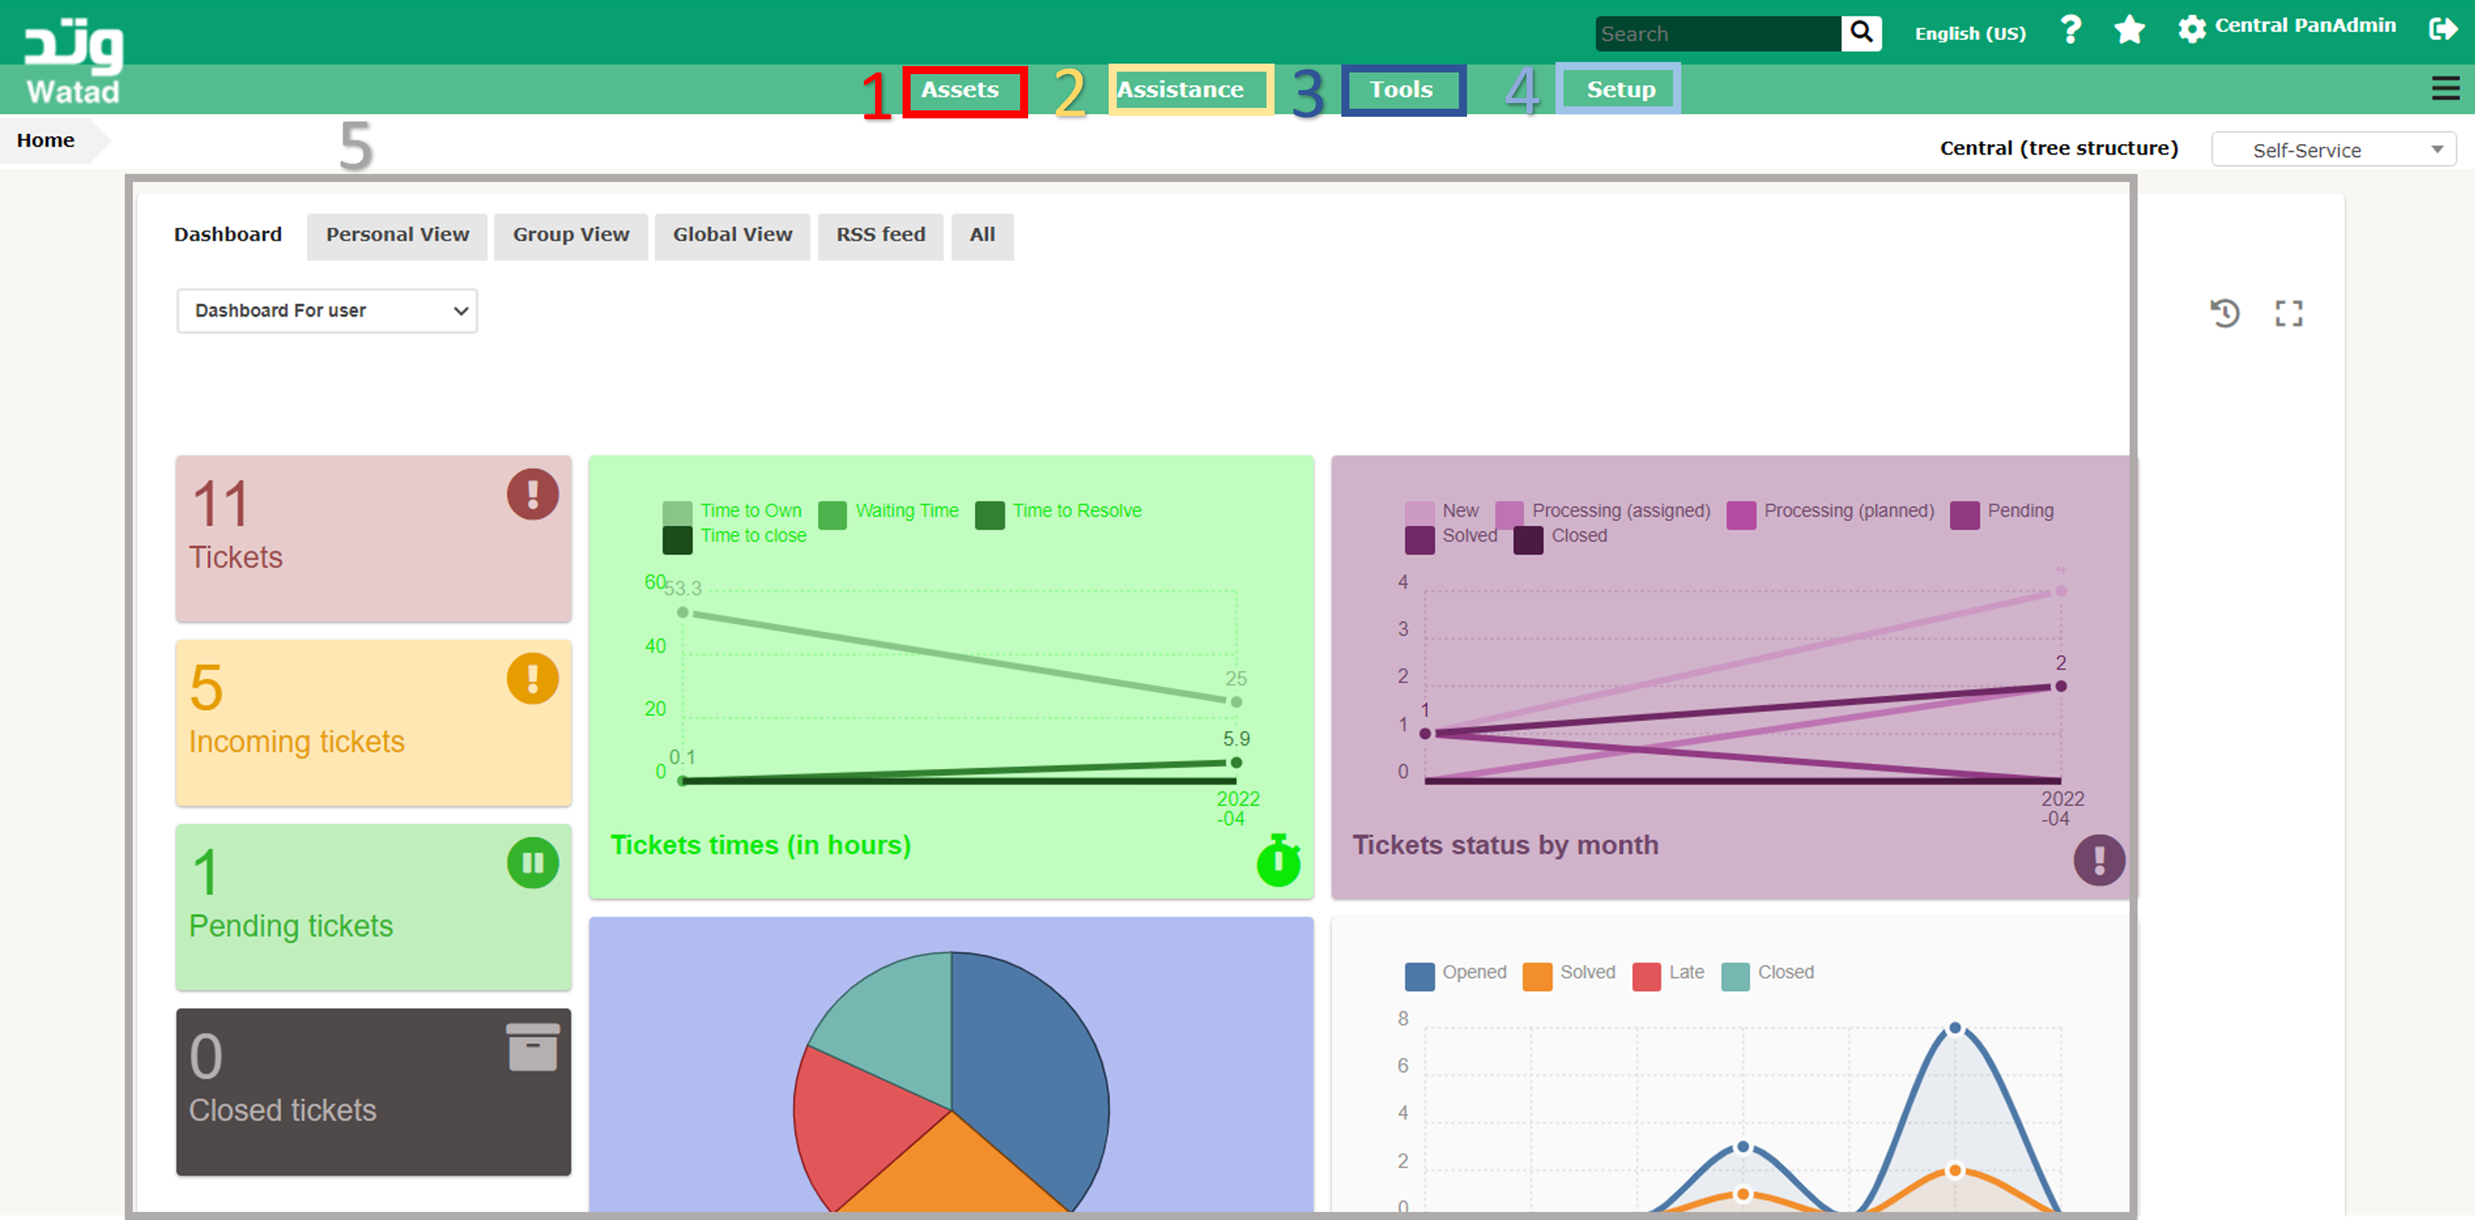 وتد
Watad
Search
English (US)
?
Central PanAdmin
1
Assets
2
Assistance
3
Tools
4
Setup
Home
5
Central (tree structure)
Self-Service
Dashboard
Personal View
Group View
Global View
RSS feed
All
Dashboard For user
11
Tickets
5
Incoming tickets
1
Pending tickets
0
Closed tickets
Time to Own
Waiting Time
Time to Resolve
Time to close
60
53.3
40
25
20
5.9
0.1
0
2022
-04
Tickets times (in hours)
New
Processing (assigned)
Processing (planned)
Pending
Solved
Closed
4
4
3
2
2
1
1
0
2022
-04
Tickets status by month
Opened
Solved
Late
Closed
8
6
4
2
0